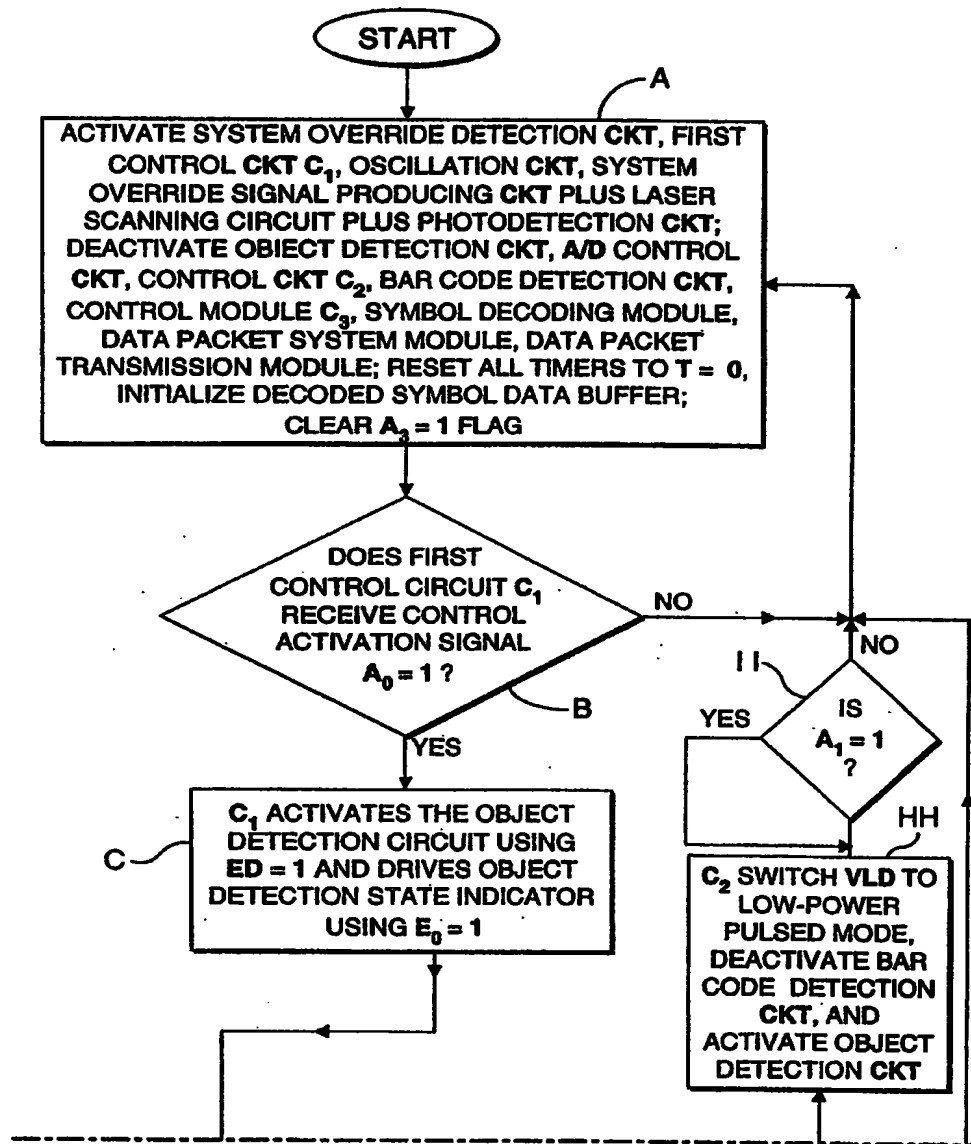 START
A
ACTIVATE SYSTEM OVERRIDE DETECTION CKT, FIRST
CONTROL CKT C₁, OSCILLATION CKT, SYSTEM
OVERRIDE SIGNAL PRODUCING CKT PLUS LASER
SCANNING CIRCUIT PLUS PHOTODETECTION CKT;
DEACTIVATE OBJECT DETECTION CKT, A/D CONTROL
CKT, CONTROL CKT C₂, BAR CODE DETECTION CKT,
CONTROL MODULE C₃, SYMBOL DECODING MODULE,
DATA PACKET SYSTEM MODULE, DATA PACKET
TRANSMISSION MODULE; RESET ALL TIMERS TO T = 0,
INITIALIZE DECODED SYMBOL DATA BUFFER;
CLEAR A₃ = 1 FLAG
DOES FIRST
CONTROL CIRCUIT C₁
RECEIVE CONTROL
ACTIVATION SIGNAL
A₀ = 1 ?
NO
B
YES
NO
I I
YES
IS
A₁ = 1
?
C
C₁ ACTIVATES THE OBJECT
DETECTION CIRCUIT USING
ED = 1 AND DRIVES OBJECT
DETECTION STATE INDICATOR
USING E₀ = 1
HH
C₂ SWITCH VLD TO
LOW-POWER
PULSED MODE,
DEACTIVATE BAR
CODE DETECTION
CKT, AND
ACTIVATE OBJECT
DETECTION CKT